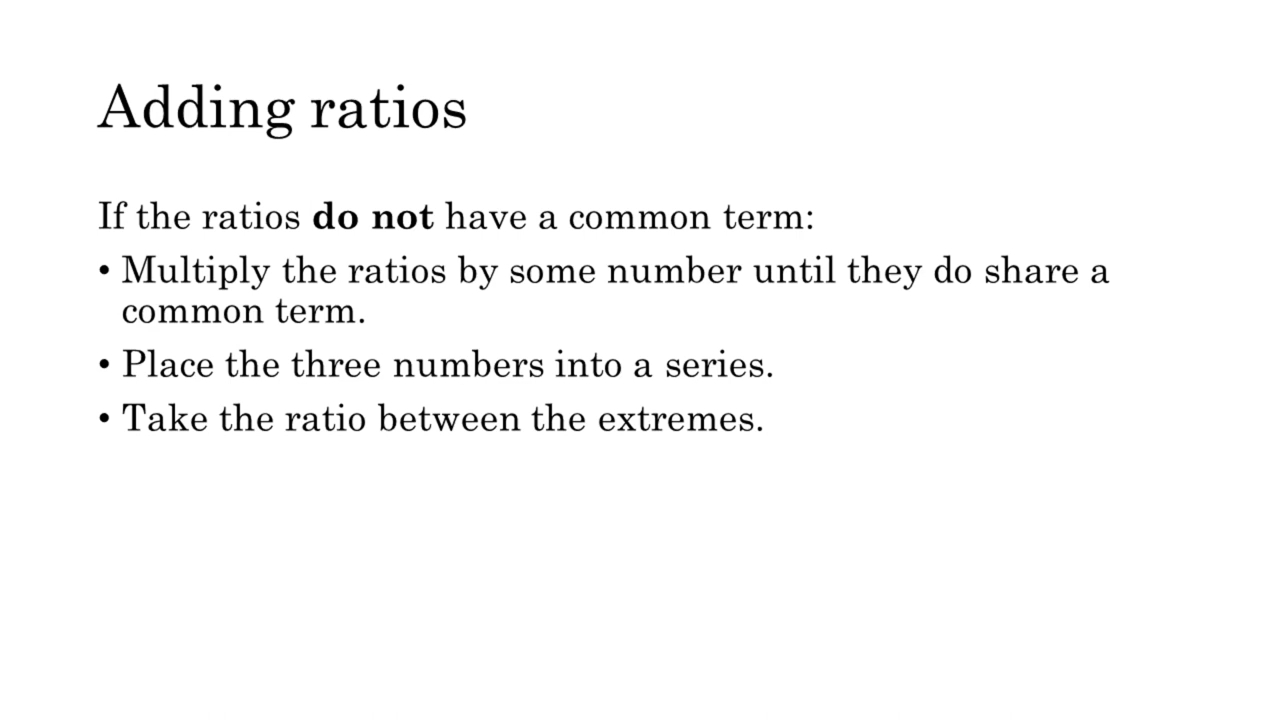 Adding ratios
If the ratios do not have a common term:
• Multiply the ratios by some number until they do share a
common term.
• Place the three numbers into a series.
• Take the ratio between the extremes.